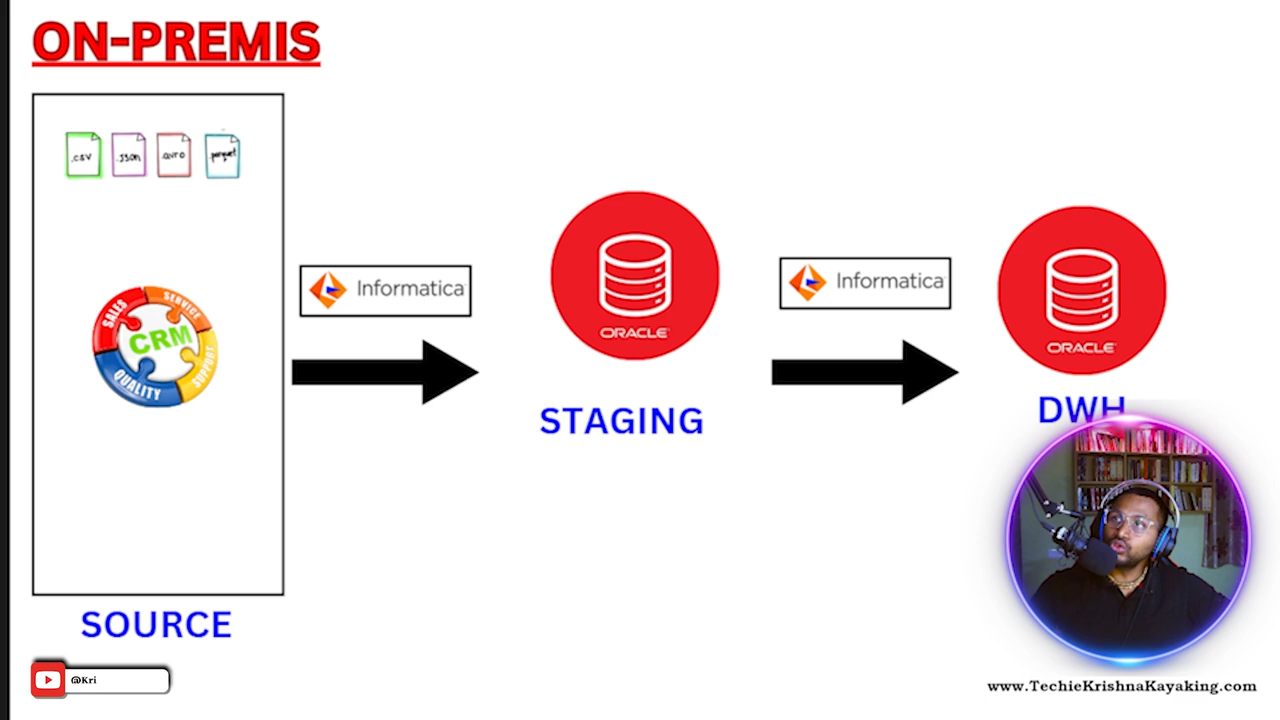 ON-PREMIS
.csv .JSON .avro .parquet
SALES
SERVICE
CRM
QUALITY
SUPPORT
SOURCE
Informatica
ORACLE
STAGING
Informatica
ORACLE
DWH
@Kri
www.TechieKrishnaKayaking.com